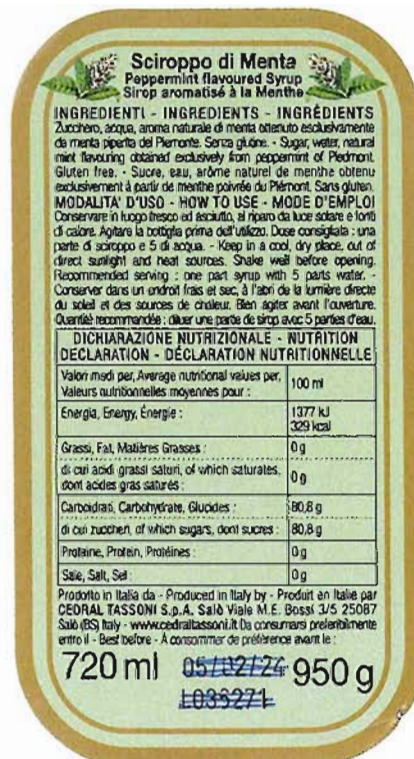 Sciroppo di Menta
Peppermint flavoured Syrup
Sirop aromatisé à la Menthe
INGREDIENTI - INGREDIENTS - INGRÉDIENTS
Zucchero, acqua, aroma naturale di menta ottenuto esclusivamente
da menta piperita del Piemonte. Senza glutine. - Sugar, water, natural
mint flavouring obtained exclusively from peppermint of Piedmont.
Gluten free. - Sucre, eau, arôme naturel de menthe obtenu
exclusivement à partir de menthe poivrée du Piémont. Sans gluten.
MODALITA' D'USO - HOW TO USE - MODE D'EMPLOI
Conservare in luogo fresco ed asciutto, al riparo da luce solare e fonti
di calore. Agitare la bottiglia prima dell'utilizzo. Dose consigliata : una
parte di sciroppo e 5 di acqua. - Keep in a cool, dry place, out of
direct sunlight and heat sources. Shake well before opening.
Recommended serving : one part syrup with 5 parts water. -
Conserver dans un endroit frais et sec, à l'abri de la lumière directe
du soleil et des sources de chaleur. Bien agiter avant l'ouverture.
Quantité recommandée : diluer une partie de sirop avec 5 parties d'eau.
DICHIARAZIONE NUTRIZIONALE - NUTRITION
DECLARATION - DÉCLARATION NUTRITIONNELLE
Valori medi per, Average nutritional values per,
Valeurs nutritionnelles moyennes pour : 100 ml
Energia, Energy, Énergie : 1377 kJ
329 kcal
Grassi, Fat, Matières Grasses : 0 g
di cui acidi grassi saturi, of which saturates,
dont acides gras saturés : 0 g
Carboidrati, Carbohydrate, Glucides : 80,8 g
di cui zuccheri, of which sugars, dont sucres : 80,8 g
Proteine, Protein, Protéines : 0 g
Sale, Salt, Sel : 0 g
Prodotto in Italia da - Produced in Italy by - Produit en Italie par
CEDRAL TASSONI S.p.A. Salò Viale M.E. Bossi 3/5 25087
Salò (BS) Italy - www.cedraltassoni.it Da consumarsi preferibilmente
entro il - Best before - À consommer de préférence avant le :
720 ml 05/02/24 950 g
L036271